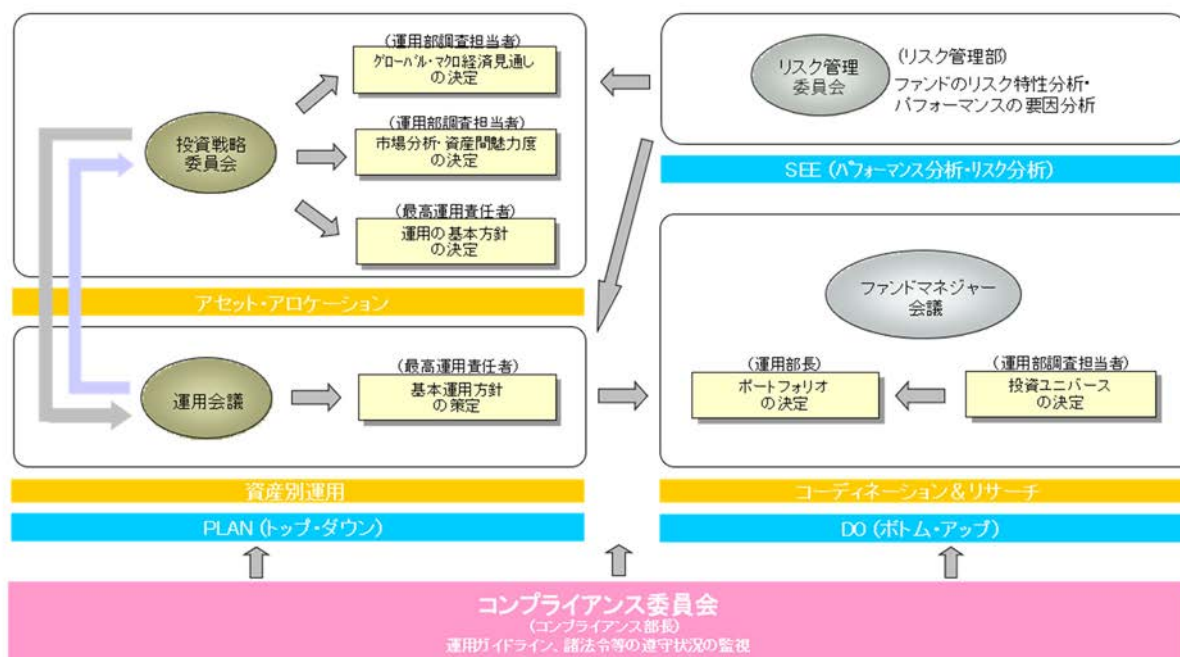 (運用部調査担当者)
グローバル・マクロ経済見通し
の決定
投資戦略
委員会
(運用部調査担当者)
市場分析・資産間魅力度
の決定
(最高運用責任者)
運用の基本方針
の決定
アセット・アロケーション
運用会議
(最高運用責任者)
基本運用方針
の策定
資産別運用
PLAN (トップ・ダウン)
リスク管理
委員会
(リスク管理部)
ファンドのリスク特性分析・
パフォーマンスの要因分析
SEE (パフォーマンス分析・リスク分析)
ファンドマネジャー
会議
(運用部長)
ポートフォリオ
の決定
(運用部調査担当者)
投資ユニバース
の決定
コーディネーション&リサーチ
DO (ボトム・アップ)
コンプライアンス委員会
(コンプライアンス部長)
運用ガイドライン、諸法令等の遵守状況の監視